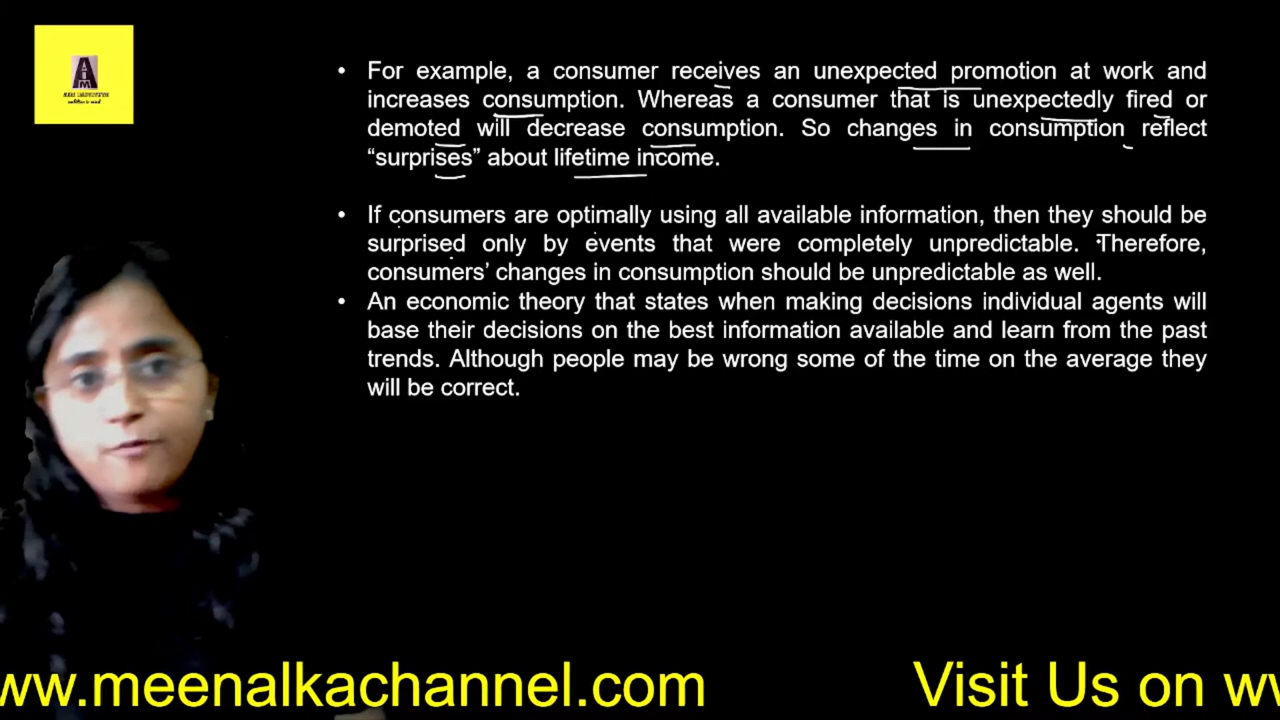 • For example, a consumer receives an unexpected promotion at work and
increases consumption. Whereas a consumer that is unexpectedly fired or
demoted will decrease consumption. So changes in consumption reflect
“surprises” about lifetime income.
• If consumers are optimally using all available information, then they should be
surprised only by events that were completely unpredictable. Therefore,
consumers’ changes in consumption should be unpredictable as well.
• An economic theory that states when making decisions individual agents will
base their decisions on the best information available and learn from the past
trends. Although people may be wrong some of the time on the average they
will be correct.
ww.meenalkachannel.com Visit Us on w